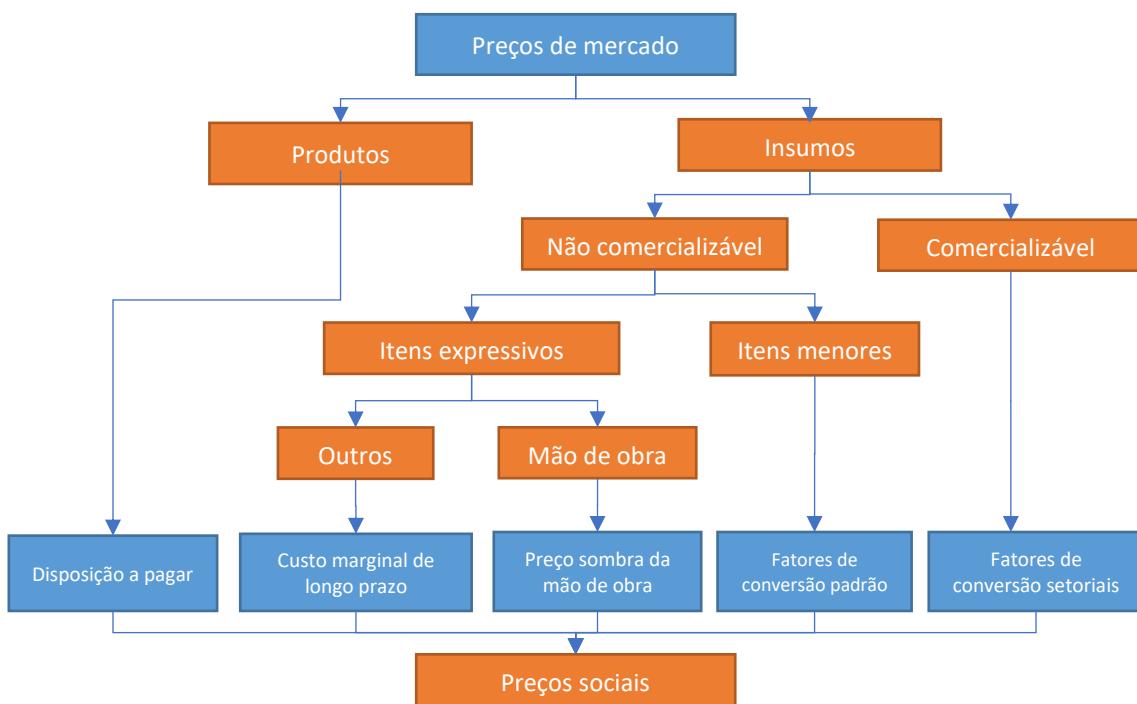 Preços de mercado
Produtos
Insumos
Não comercializável
Comercializável
Itens expressivos
Itens menores
Outros
Mão de obra
Disposição a pagar
Custo marginal de
longo prazo
Preço sombra da
mão de obra
Fatores de
conversão padrão
Fatores de
conversão setoriais
Preços sociais